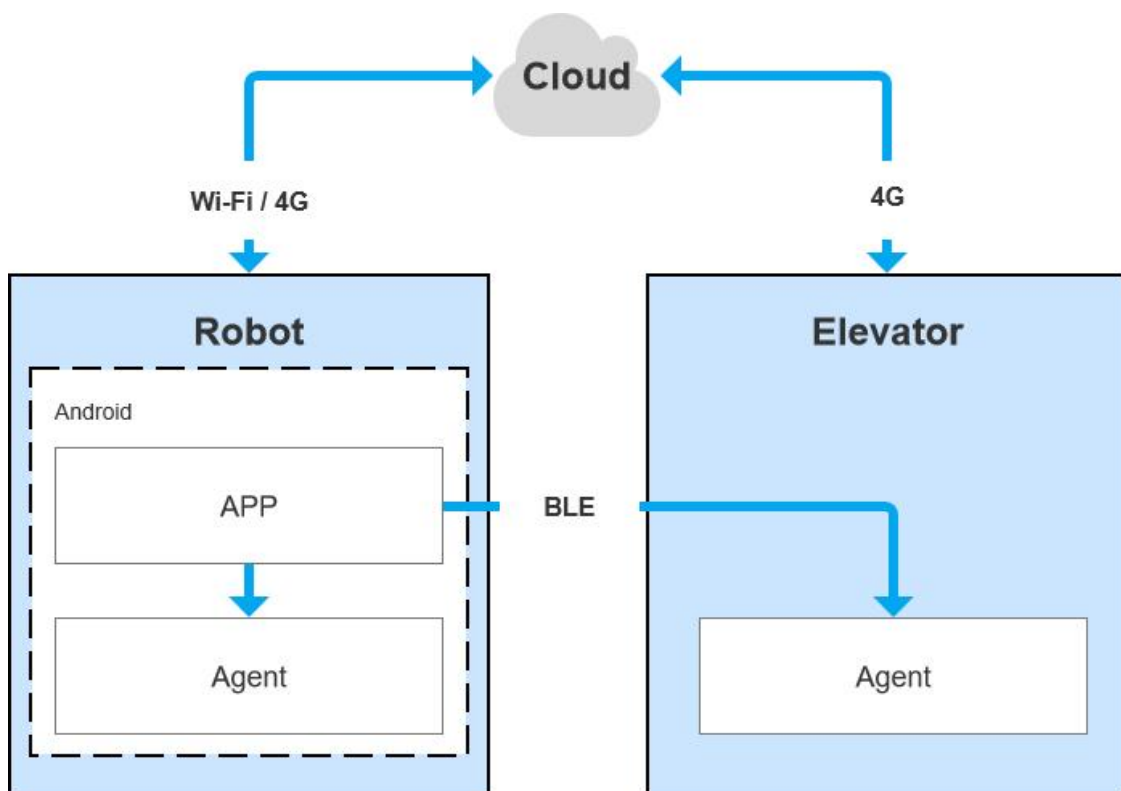 Cloud
Wi-Fi / 4G
4G
Robot
Elevator
Android
APP
BLE
Agent
Agent